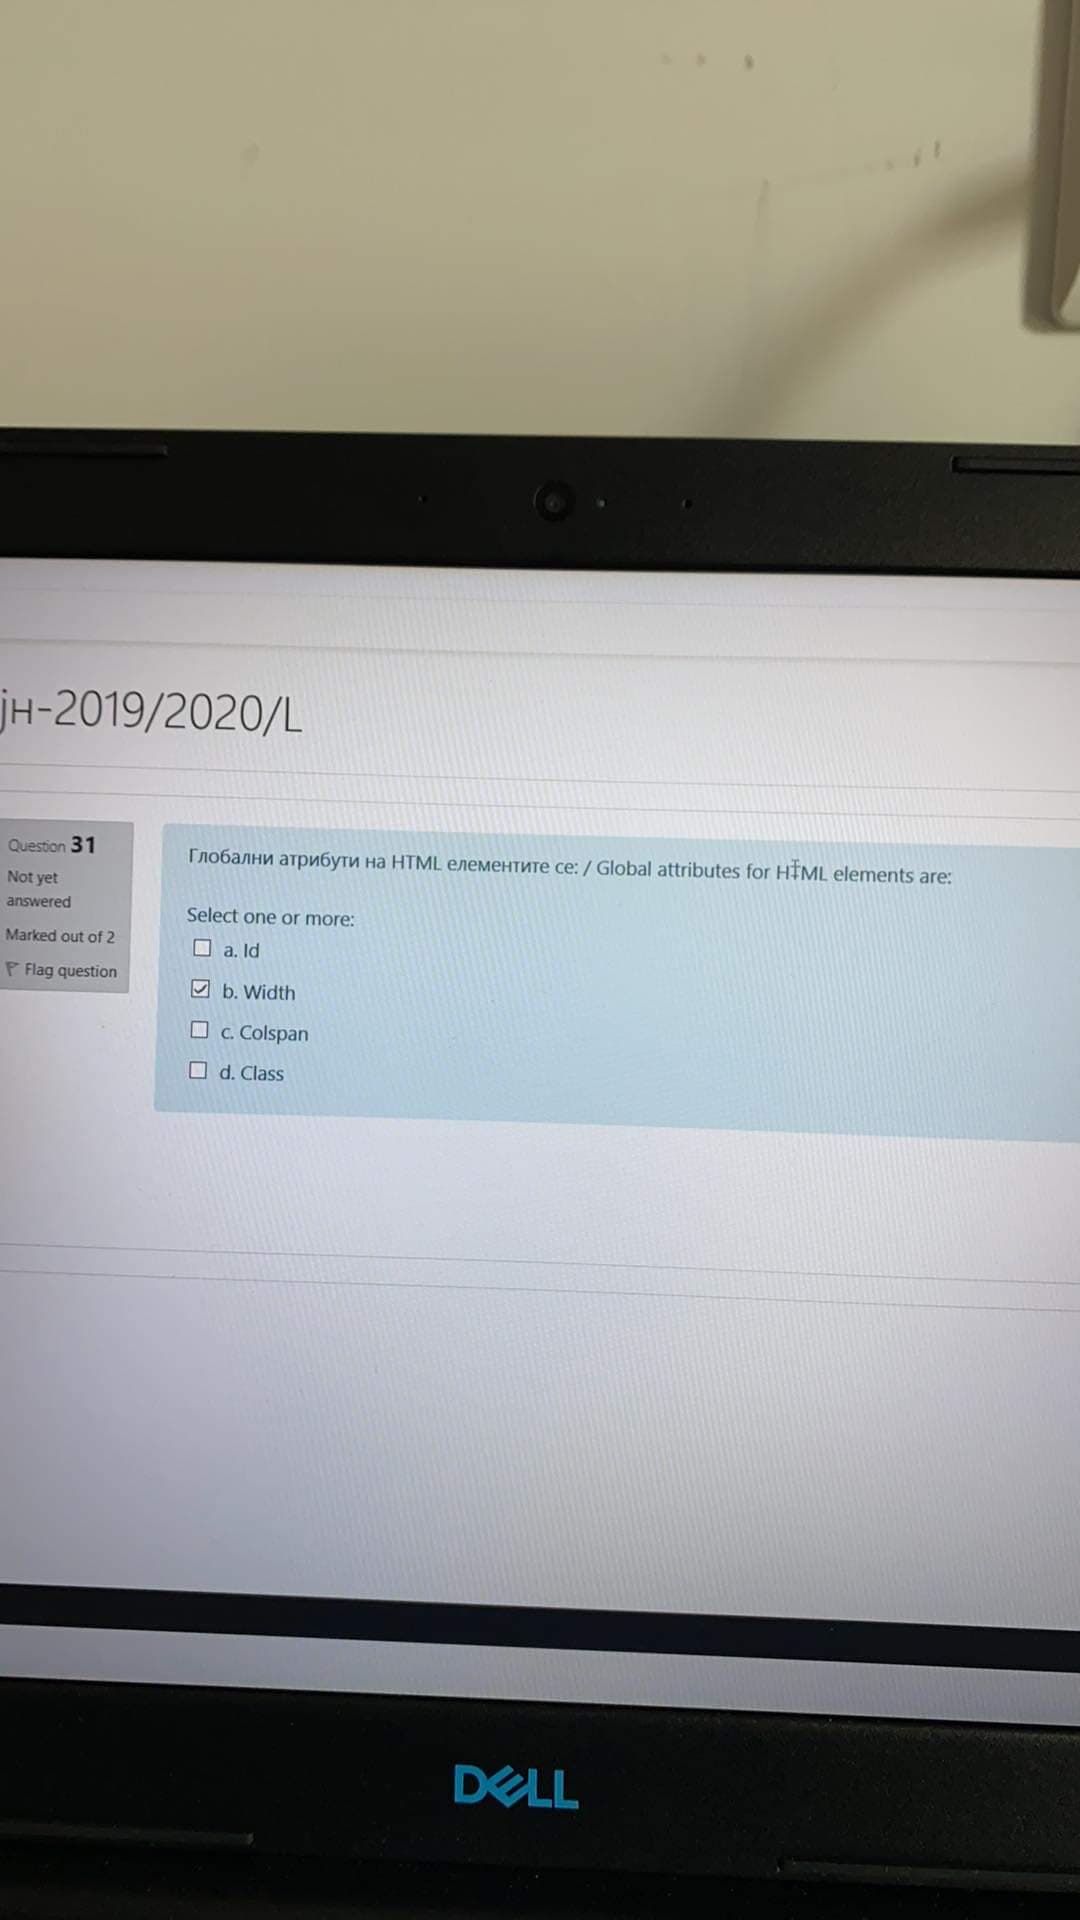 jн-2019/2020/L
Question 31
Not yet
answered
Marked out of 2
Flag question
Глобални атрибути на HTML елементите се: / Global attributes for HTML elements are:
Select one or more:
a. Id
b. Width
c. Colspan
d. Class
DELL